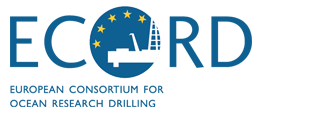 ECORD
EUROPEAN CONSORTIUM FOR
OCEAN RESEARCH DRILLING